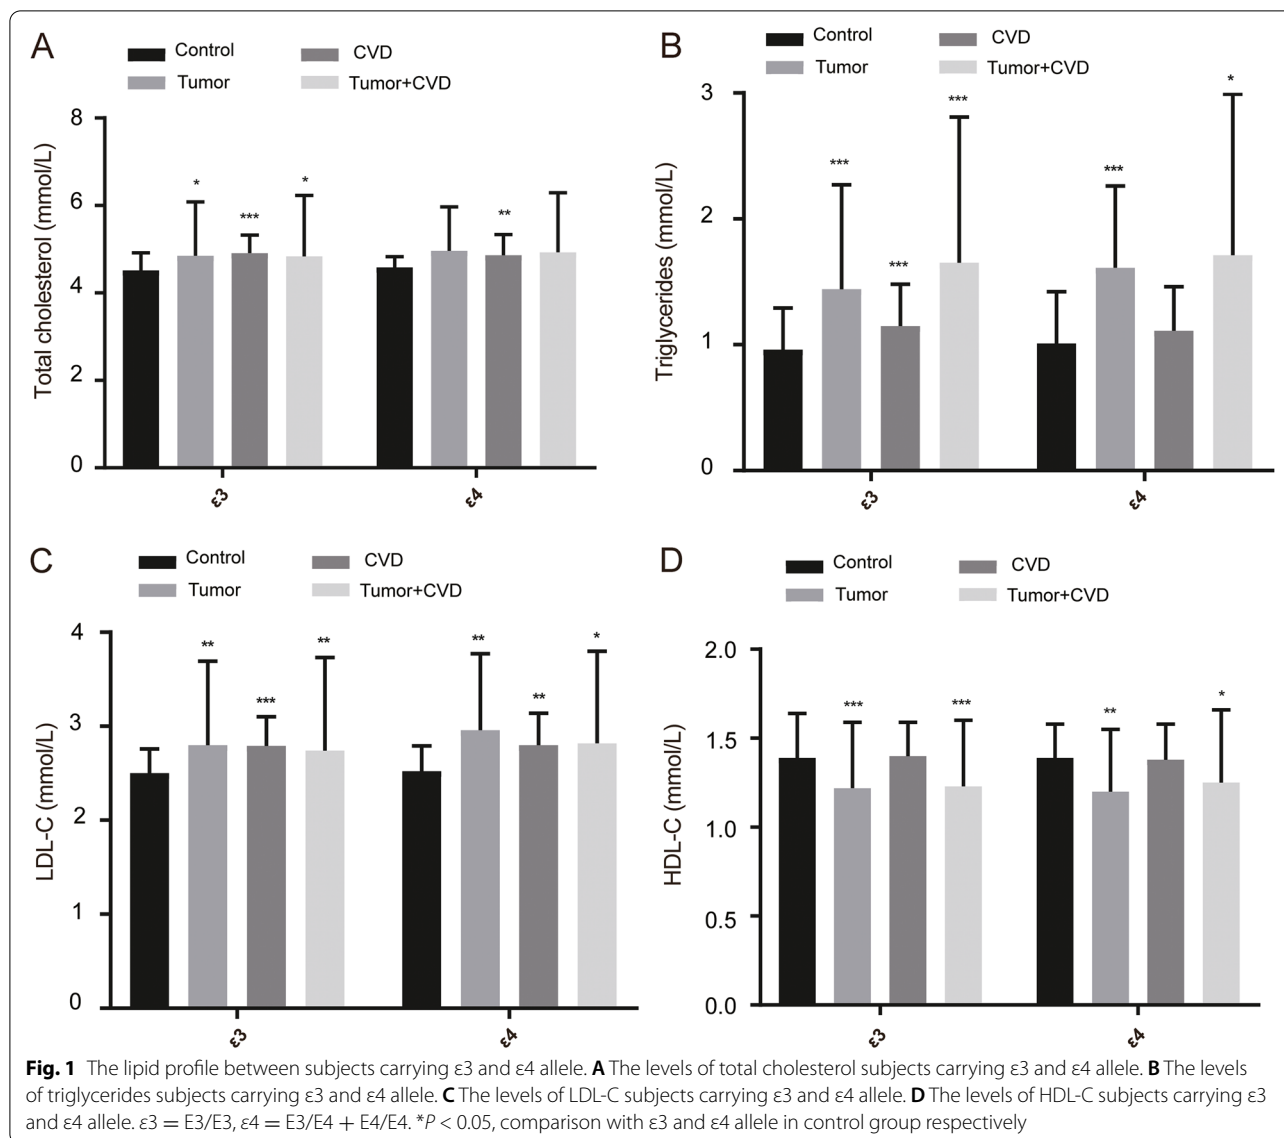 A
Control
CVD
Tumor
Tumor+CVD
Total cholesterol (mmol/L)
8
6
4
2
0
*
***
*
**
ε3
ε4
B
Control
CVD
Tumor
Tumor+CVD
Triglycerides (mmol/L)
3
2
1
0
***
***
***
***
*
ε3
ε4
C
Control
CVD
Tumor
Tumor+CVD
LDL-C (mmol/L)
4
3
2
1
0
**
***
**
**
**
*
ε3
ε4
D
Control
CVD
Tumor
Tumor+CVD
HDL-C (mmol/L)
2.0
1.5
1.0
0.5
0.0
***
***
**
*
ε3
ε4
Fig. 1 The lipid profile between subjects carrying ε3 and ε4 allele. A The levels of total cholesterol subjects carrying ε3 and ε4 allele. B The levels
of triglycerides subjects carrying ε3 and ε4 allele. C The levels of LDL-C subjects carrying ε3 and ε4 allele. D The levels of HDL-C subjects carrying ε3
and ε4 allele. ε3 = E3/E3, ε4 = E3/E4 + E4/E4. *P < 0.05, comparison with ε3 and ε4 allele in control group respectively